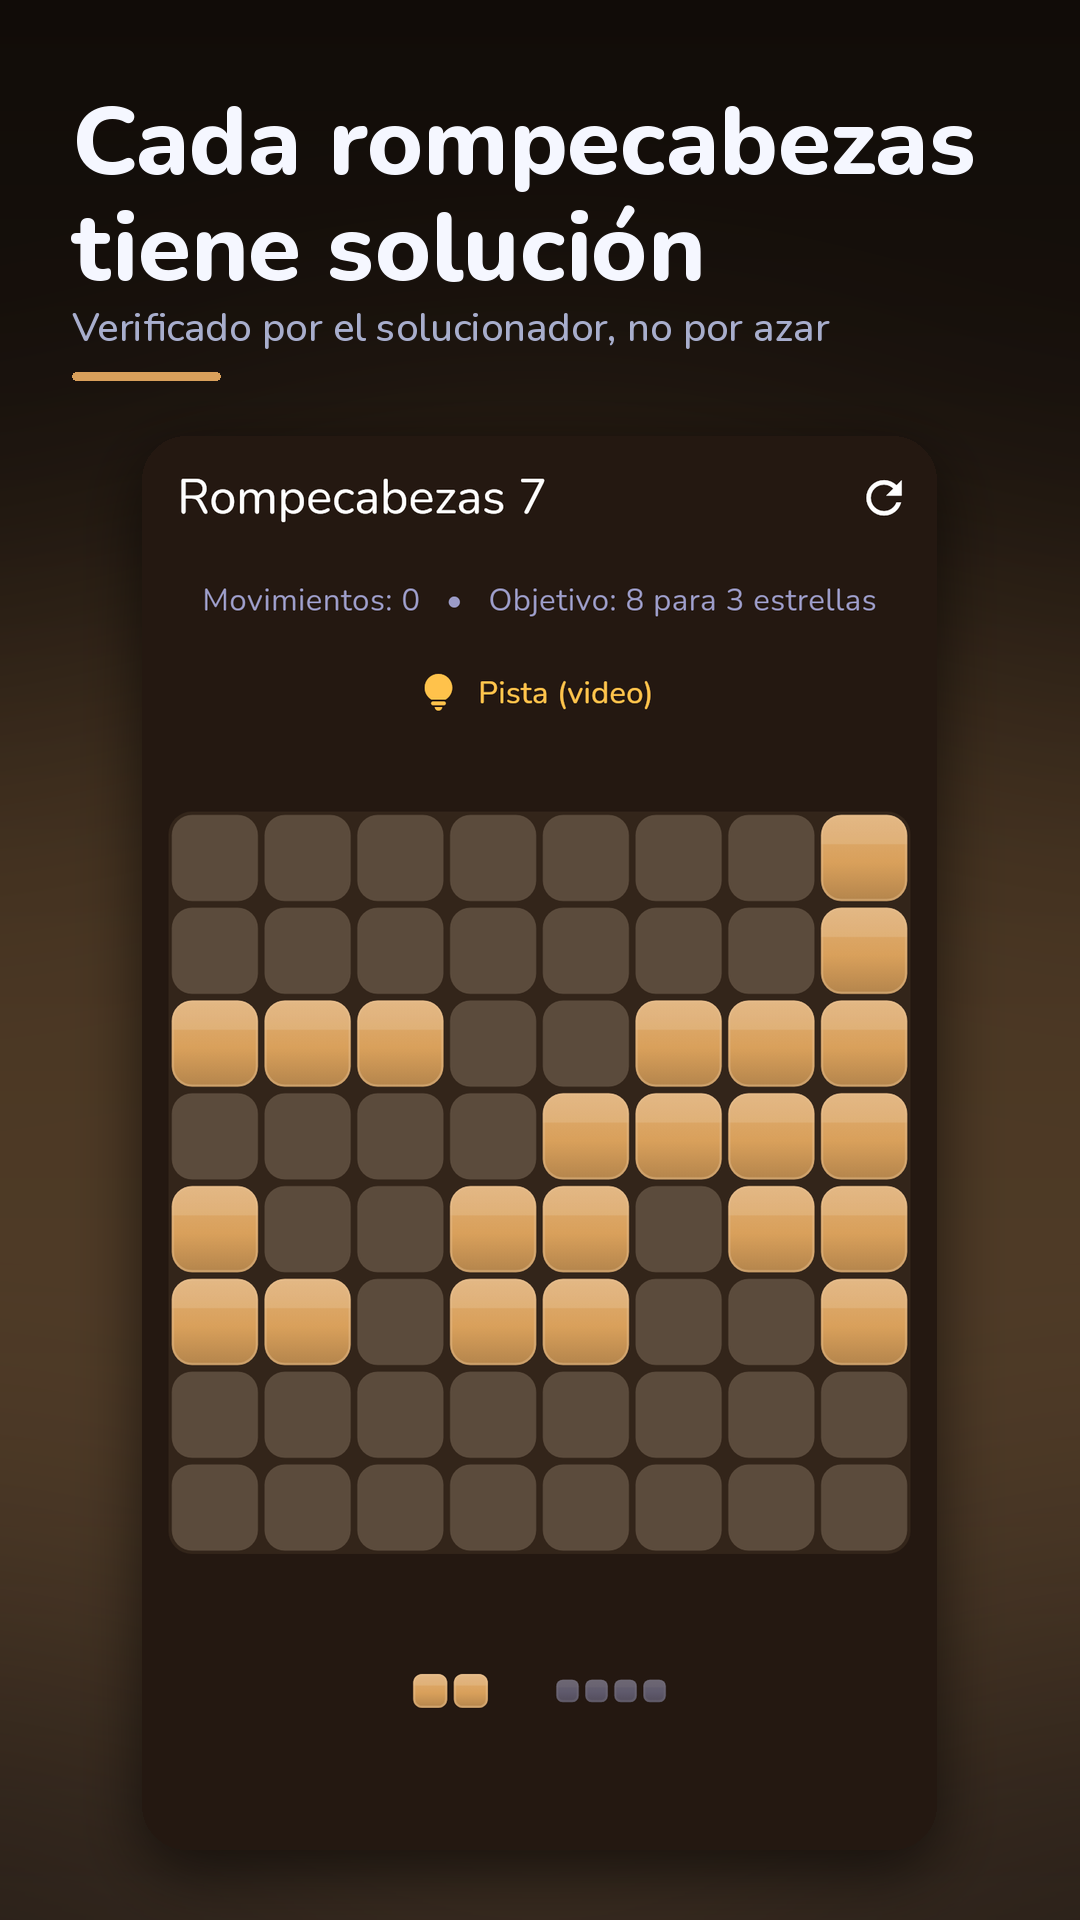 Cada rompecabezas
tiene solución
Verificado por el solucionador, no por azar
Rompecabezas 7
Movimientos: 0 • Objetivo: 8 para 3 estrellas
Pista (video)